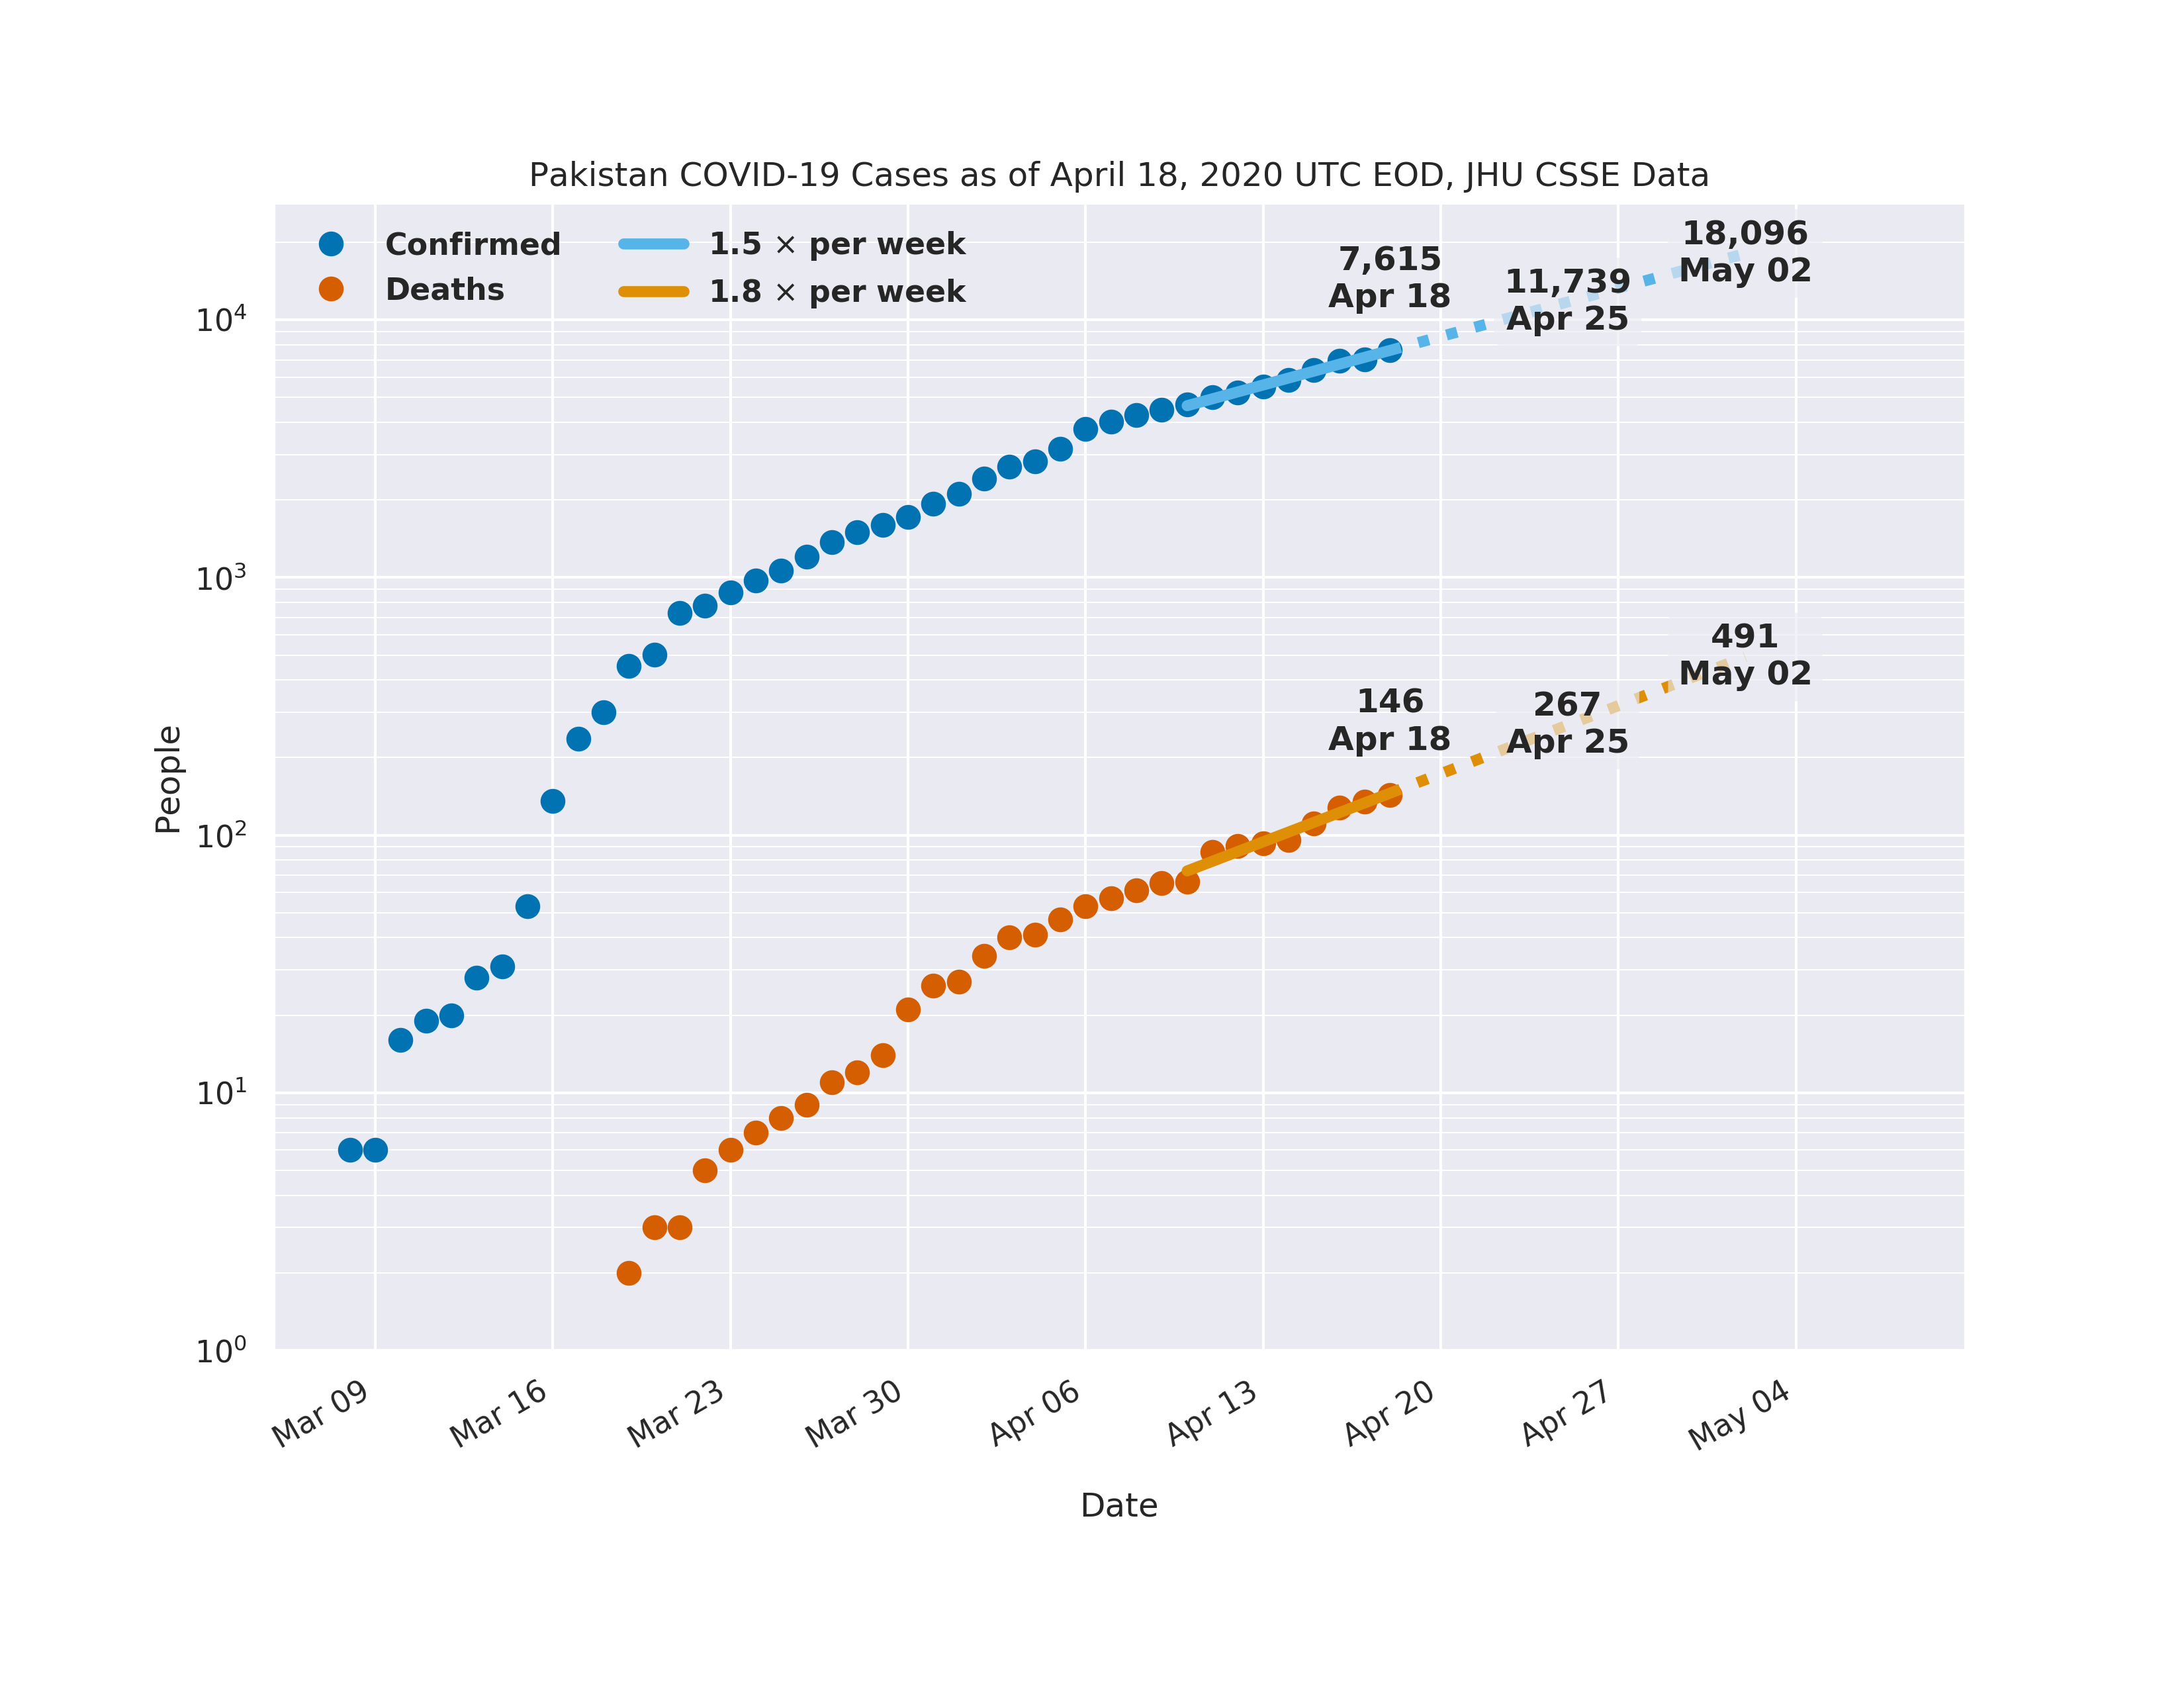 Pakistan COVID-19 Cases as of April 18, 2020 UTC EOD, JHU CSSE Data
Confirmed
Deaths
1.5 × per week
1.8 × per week
7,615
Apr 18
11,739
Apr 25
18,096
May 02
146
Apr 18
267
Apr 25
491
May 02
People
10⁴
10³
10²
10¹
10⁰
Mar 09
Mar 16
Mar 23
Mar 30
Apr 06
Apr 13
Apr 20
Apr 27
May 04
Date